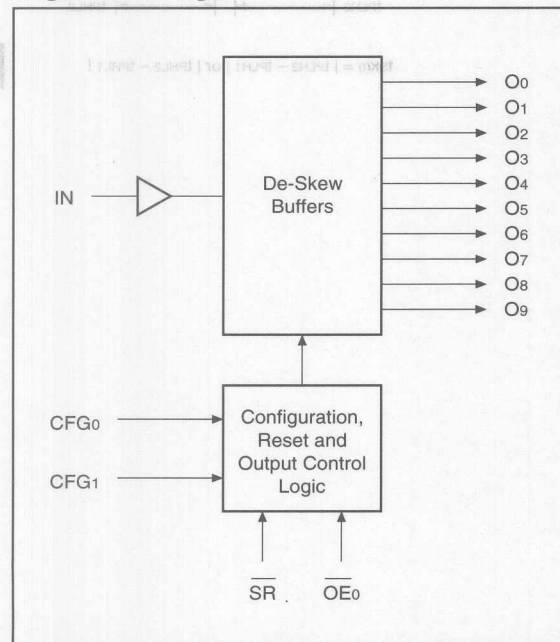 O0
O1
O2
O3
De-Skew
Buffers
IN
O4
O5
O6
O7
O8
O9
CFG0
CFG1
Configuration,
Reset and
Output Control
Logic
SR
OE0